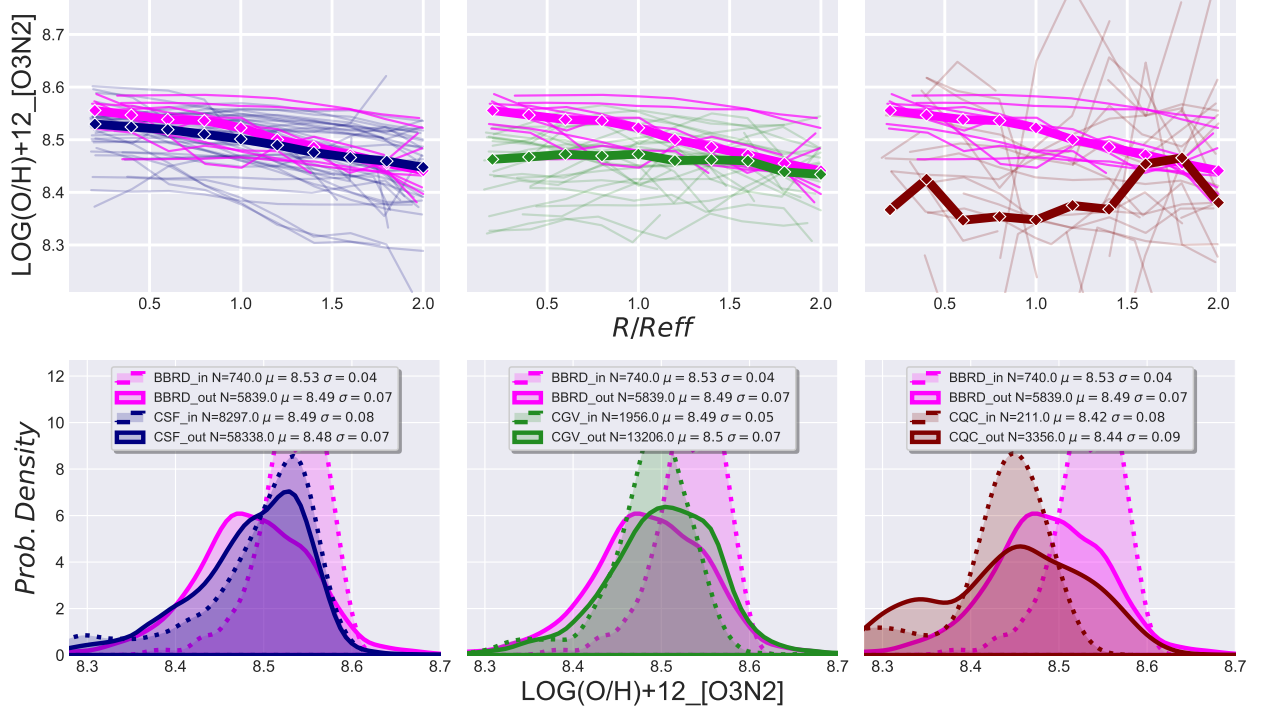 LOG(O/H)+12_[O3N2]
8.7
8.6
8.5
8.4
8.3
0.5 1.0 1.5 2.0
0.5 1.0 1.5 2.0
0.5 1.0 1.5 2.0
R/Reff
Prob. Density
12
10
8
6
4
2
0
BBRD_in N=740.0 μ = 8.53 σ = 0.04
BBRD_out N=5839.0 μ = 8.49 σ = 0.07
CSF_in N=8297.0 μ = 8.49 σ = 0.08
CSF_out N=58338.0 μ = 8.48 σ = 0.07
BBRD_in N=740.0 μ = 8.53 σ = 0.04
BBRD_out N=5839.0 μ = 8.49 σ = 0.07
CGV_in N=1956.0 μ = 8.49 σ = 0.05
CGV_out N=13206.0 μ = 8.5 σ = 0.07
BBRD_in N=740.0 μ = 8.53 σ = 0.04
BBRD_out N=5839.0 μ = 8.49 σ = 0.07
CQC_in N=211.0 μ = 8.42 σ = 0.08
CQC_out N=3356.0 μ = 8.44 σ = 0.09
8.3 8.4 8.5 8.6 8.7
8.3 8.4 8.5 8.6 8.7
8.3 8.4 8.5 8.6 8.7
LOG(O/H)+12_[O3N2]